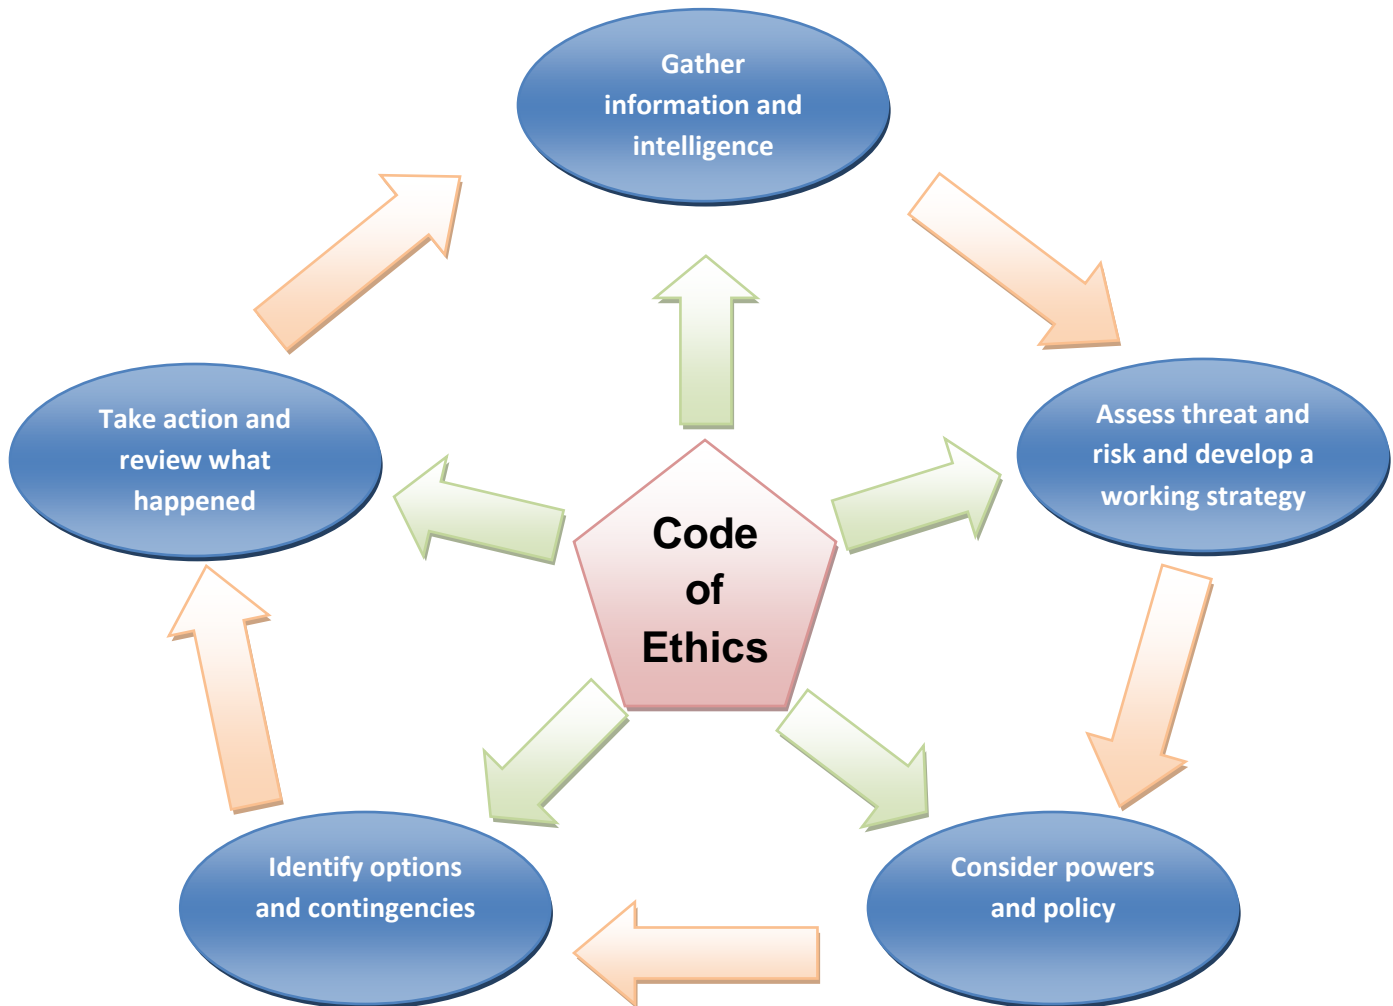 Gather
information and
intelligence
Assess threat and
risk and develop a
working strategy
Consider powers
and policy
Identify options
and contingencies
Take action and
review what
happened
Code
of
Ethics